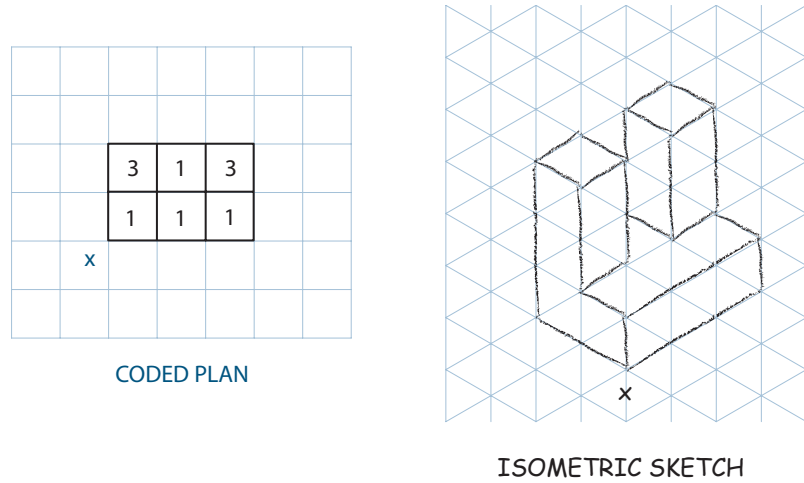 3 1 3
1 1 1
x
CODED PLAN
x
ISOMETRIC SKETCH